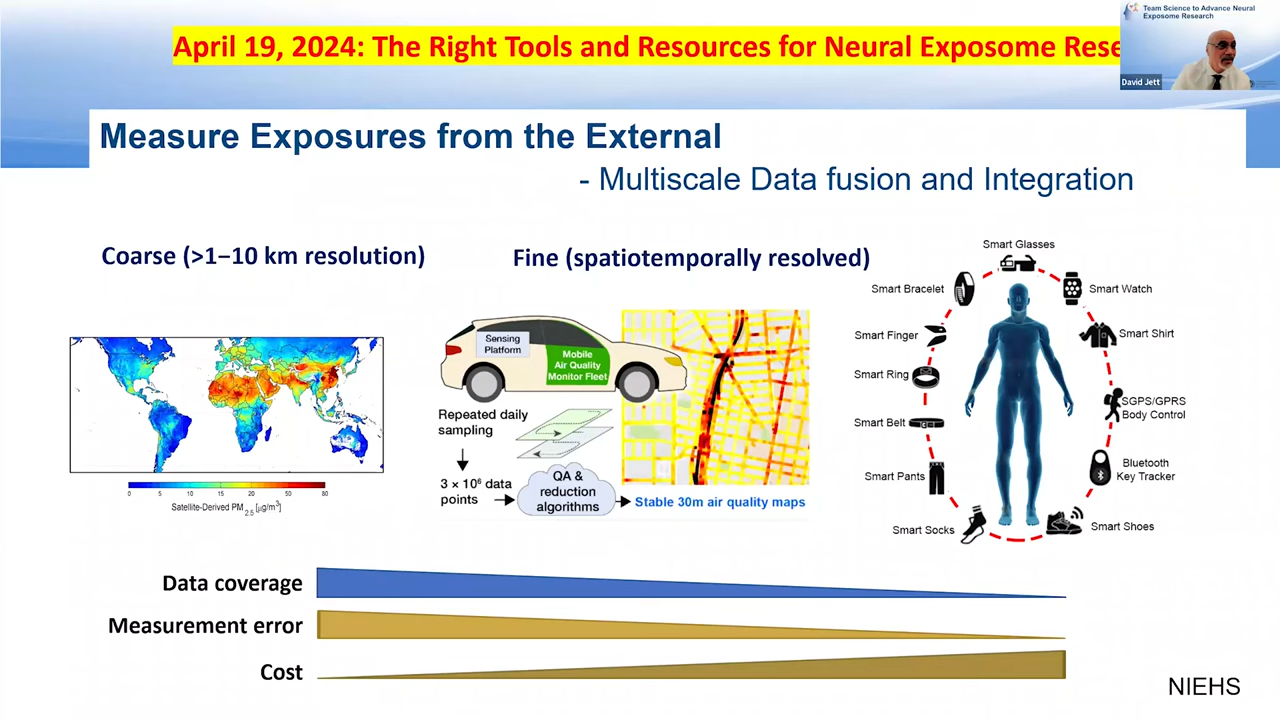 Team Science to Advance Neural
Exposome Research
April 19, 2024: The Right Tools and Resources for Neural Exposome Rese
David Jett
Measure Exposures from the External
- Multiscale Data fusion and Integration
Coarse (>1–10 km resolution)
Fine (spatiotemporally resolved)
0 5 10 15 20 50 80
Satellite-Derived PM2.5 [μg/m³]
Sensing
Platform
Mobile
Air Quality
Monitor Fleet
Repeated daily
sampling
3 × 10⁶ data
points
QA &
reduction
algorithms
Stable 30m air quality maps
Smart Glasses
Smart Bracelet
Smart Watch
Smart Finger
Smart Shirt
Smart Ring
SGPS/GPRS
Body Control
Smart Belt
Bluetooth
Key Tracker
Smart Pants
Smart Socks
Smart Shoes
Data coverage
Measurement error
Cost
NIEHS